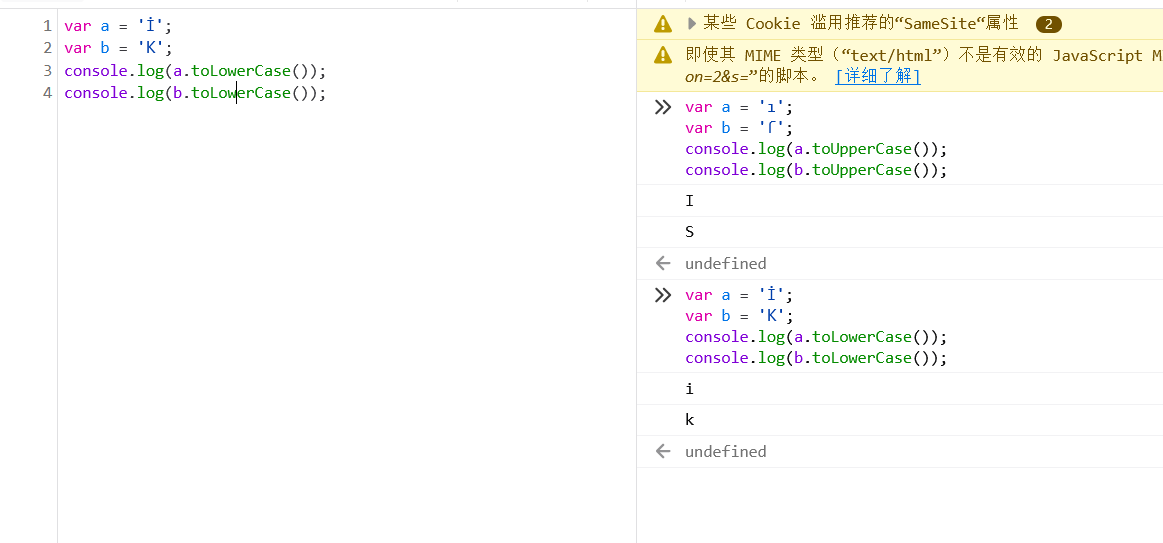 1 var a = 'İ';
2 var b = 'K';
3 console.log(a.toLowerCase());
4 console.log(b.toLowerCase());
某些 Cookie 滥用推荐的“SameSite“属性 2
即使其 MIME 类型（“text/html”）不是有效的 JavaScript M
on=2&s=”的脚本。 [详细了解]
var a = 'ı';
var b = 'ſ';
console.log(a.toUpperCase());
console.log(b.toUpperCase());
I
S
undefined
var a = 'İ';
var b = 'K';
console.log(a.toLowerCase());
console.log(b.toLowerCase());
i
k
undefined